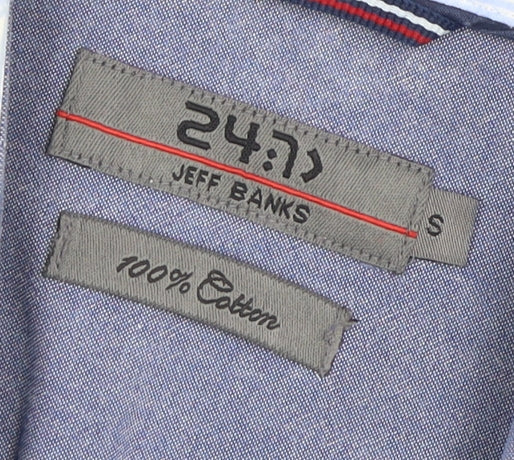 24:7>
JEFF BANKS
S
100% Cotton